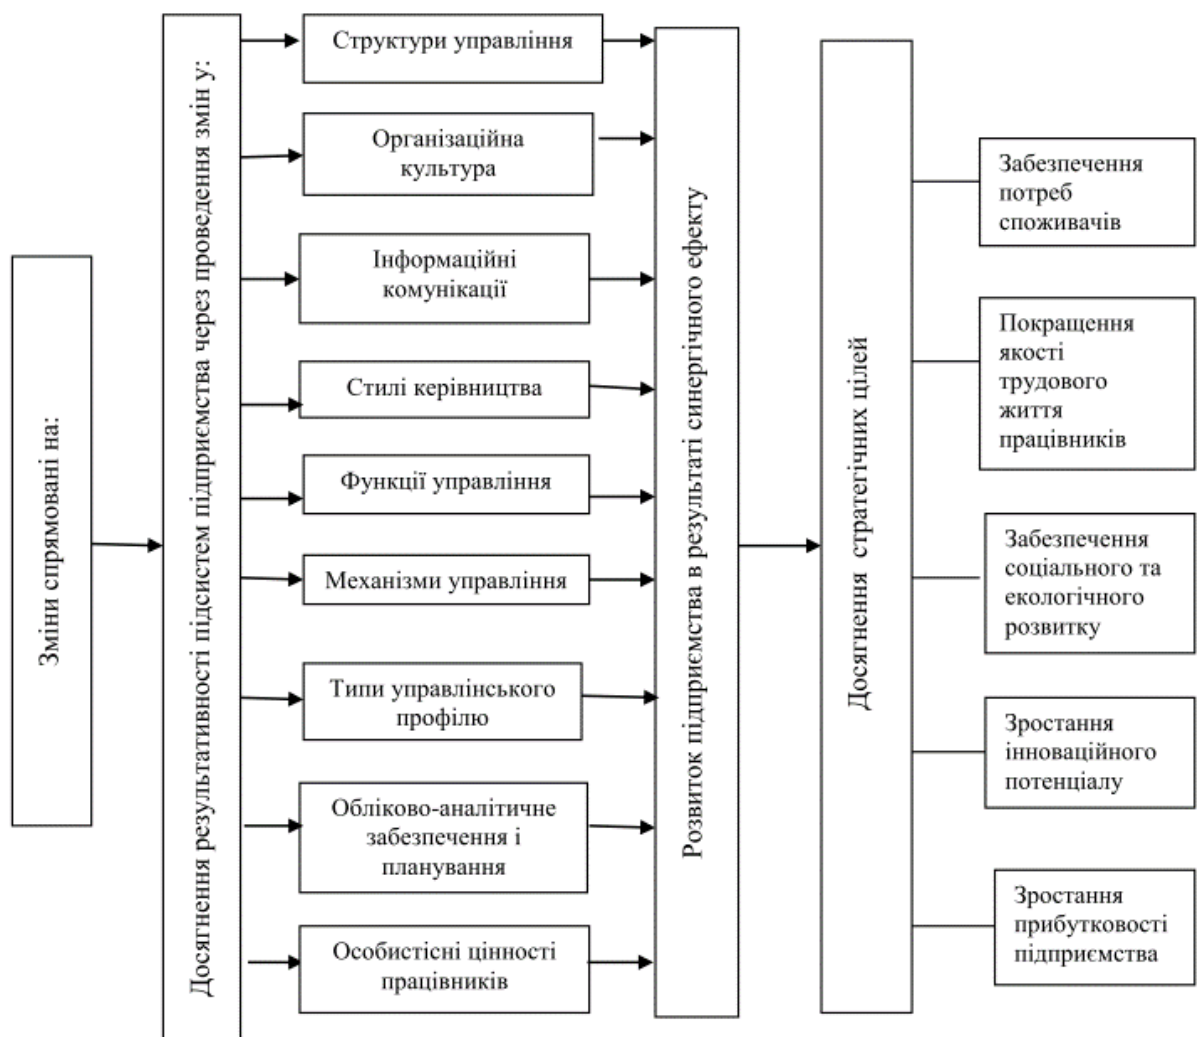 Зміни спрямовані на:
Досягнення результативності підсистем підприємства через проведення змін у:
Структури управління
Організаційна
культура
Інформаційні
комунікації
Стилі керівництва
Функції управління
Механізми управління
Типи управлінського
профілю
Обліково-аналітичне
забезпечення і
планування
Особистісні цінності
працівників
Розвиток підприємства в результаті синергічного ефекту
Досягнення стратегічних цілей
Забезпечення
потреб
споживачів
Покращення
якості
трудового
життя
працівників
Забезпечення
соціального та
екологічного
розвитку
Зростання
інноваційного
потенціалу
Зростання
прибутковості
підприємства